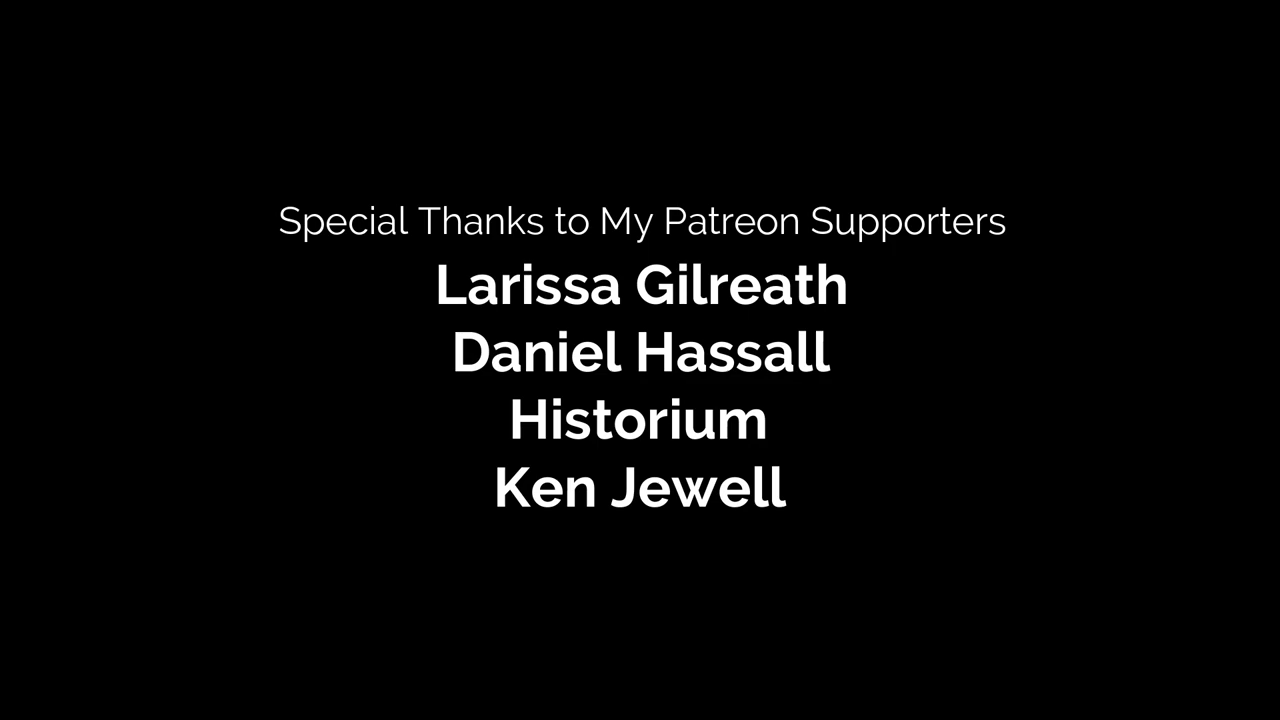 Special Thanks to My Patreon Supporters
Larissa Gilreath
Daniel Hassall
Historium
Ken Jewell